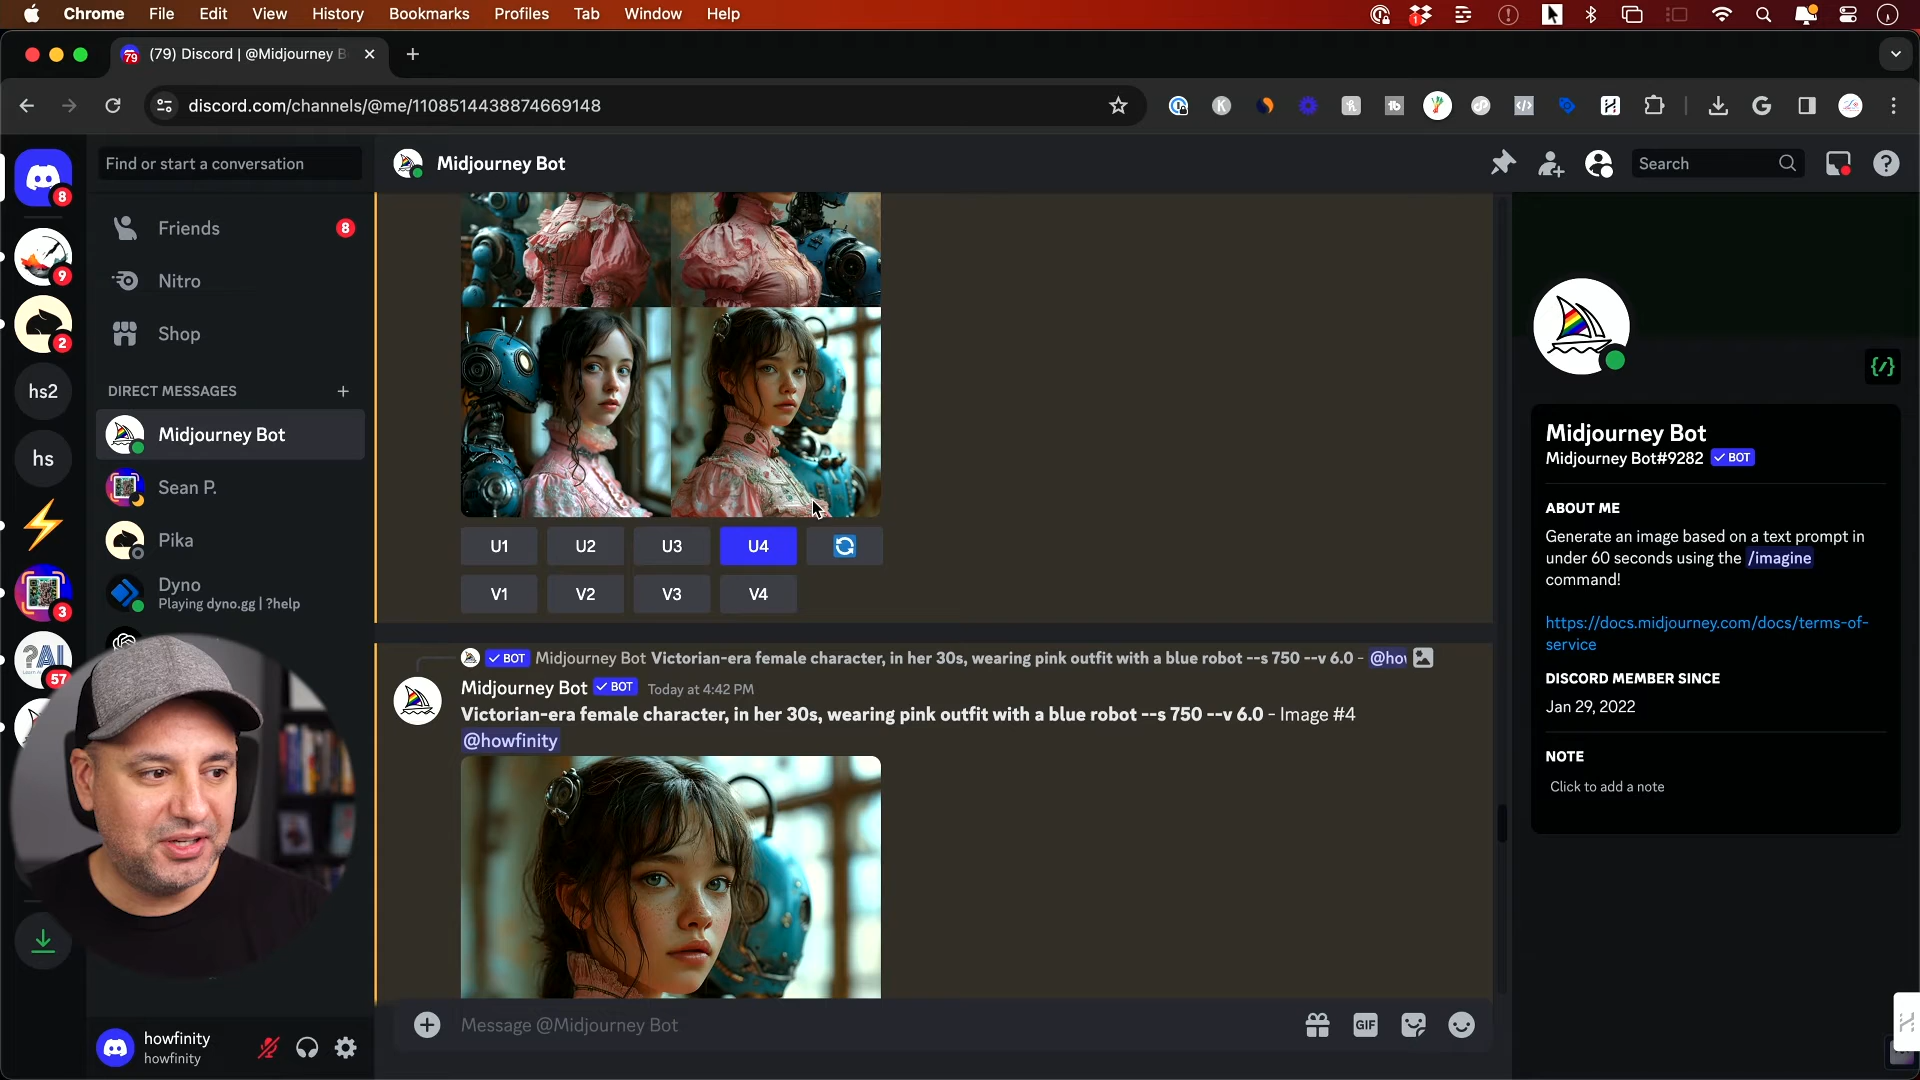 Chrome File Edit View History Bookmarks Profiles Tab Window Help
1
79 (79) Discord | @Midjourney B
discord.com/channels/@me/1108514438874669148
Find or start a conversation
Midjourney Bot
Search
8
9
2
hs2
hs
3
?AI
57
Friends 8
Nitro
Shop
DIRECT MESSAGES
Midjourney Bot
Sean P.
Pika
Dyno
Playing dyno.gg | ?help
howfinity
howfinity
U1 U2 U3 U4
V1 V2 V3 V4
BOT Midjourney Bot Victorian-era female character, in her 30s, wearing pink outfit with a blue robot --s 750 --v 6.0 - @how
Midjourney Bot BOT Today at 4:42 PM
Victorian-era female character, in her 30s, wearing pink outfit with a blue robot --s 750 --v 6.0 - Image #4
@howfinity
Message @Midjourney Bot
GIF
Midjourney Bot
Midjourney Bot#9282 BOT
ABOUT ME
Generate an image based on a text prompt in
under 60 seconds using the /imagine
command!
https://docs.midjourney.com/docs/terms-of-
service
DISCORD MEMBER SINCE
Jan 29, 2022
NOTE
Click to add a note